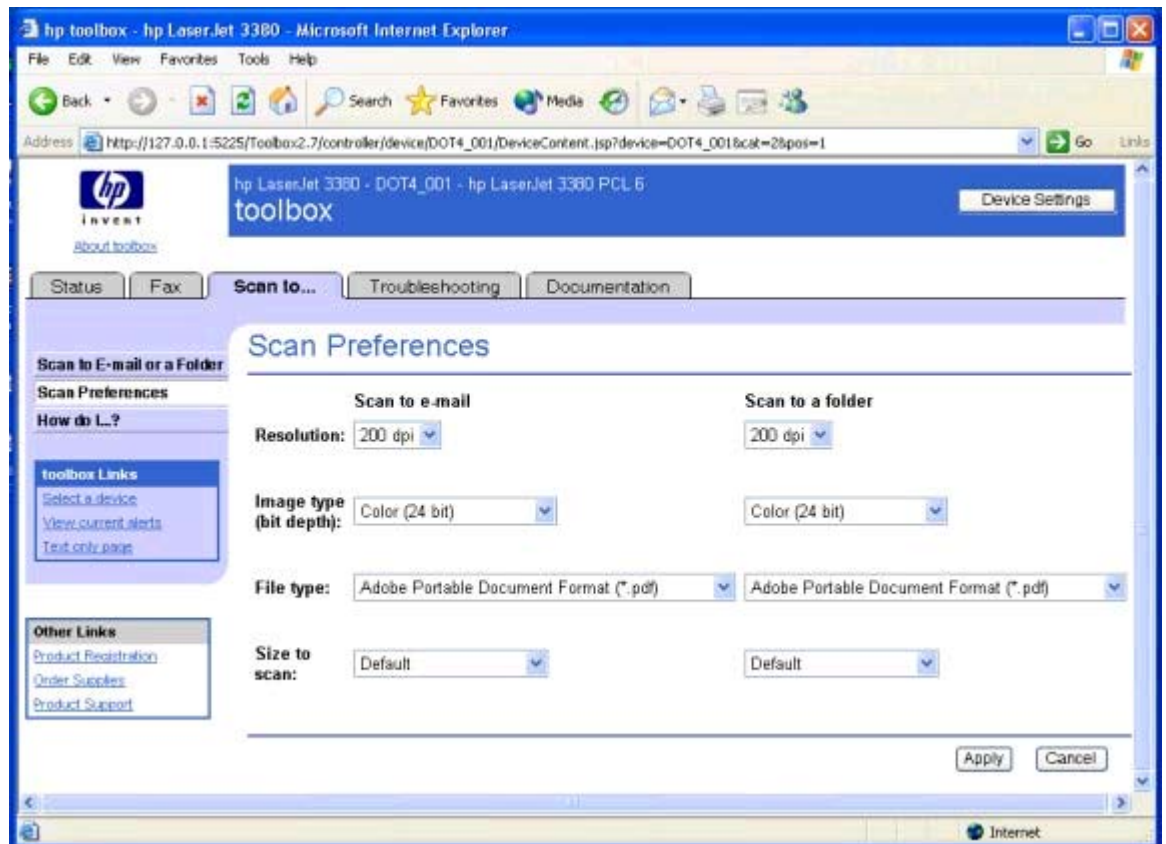 hp toolbox - hp LaserJet 3380 - Microsoft Internet Explorer
File Edit View Favorites Tools Help
Back Search Favorites Media
Address http://127.0.0.1:5225/Toolbox2.7/controller/device/DOT4_001/DeviceContent.jsp?device=DOT4_001&cat=2&pos=1 Go Links
hp
invent
About toolbox
hp LaserJet 3380 - DOT4_001 - hp LaserJet 3380 PCL 6
toolbox
Device Settings
Status Fax Scan to... Troubleshooting Documentation
Scan to E-mail or a Folder
Scan Preferences
How do I...?
toolbox Links
Select a device
View current alerts
Text only page
Other Links
Product Registration
Order Supplies
Product Support
Scan Preferences
Scan to e-mail Scan to a folder
Resolution: 200 dpi 200 dpi
Image type (bit depth): Color (24 bit) Color (24 bit)
File type: Adobe Portable Document Format (*.pdf) Adobe Portable Document Format (*.pdf)
Size to scan: Default Default
Apply Cancel
Internet